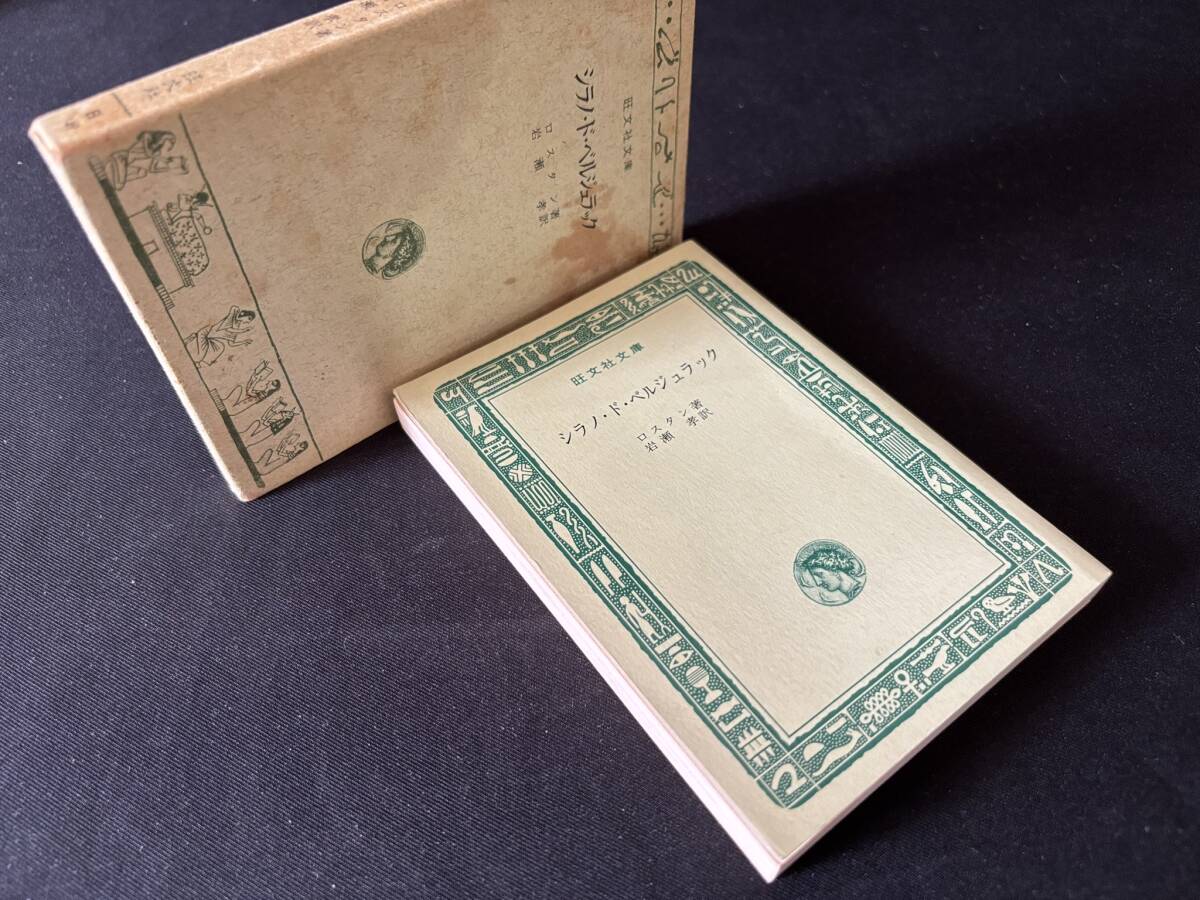 旺文社文庫
シラノ・ド・ベルジュラック
ロスタン著
岩瀬孝訳
旺文社文庫
シラノ・ド・ベルジュラック
ロスタン著
岩瀬孝訳